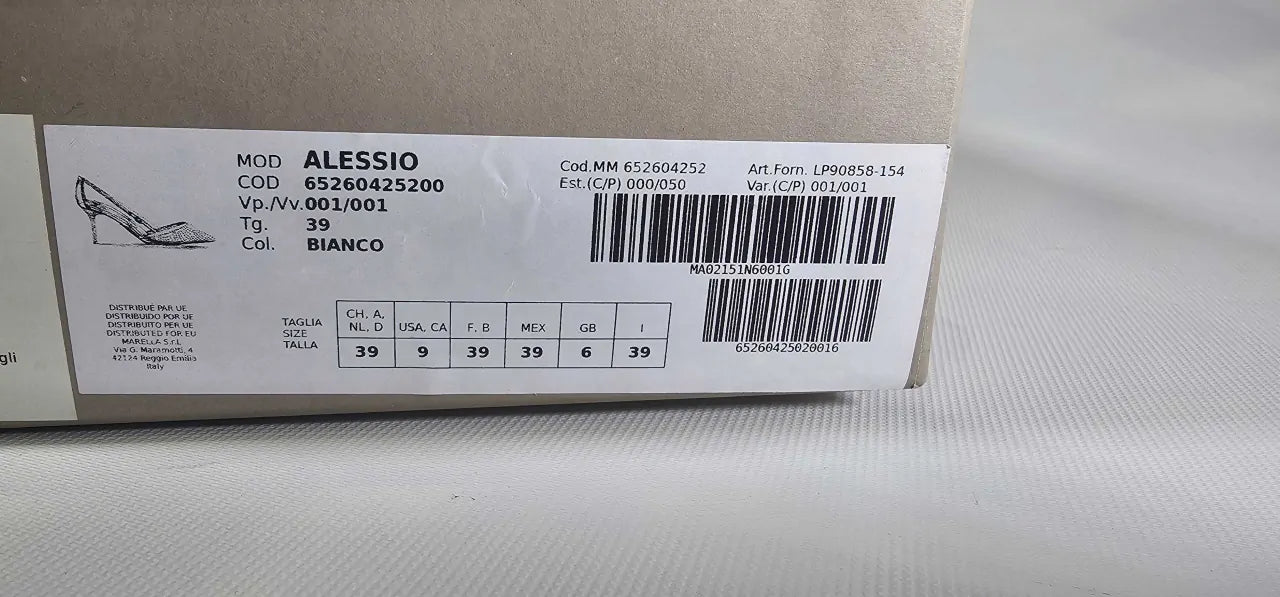 MOD ALESSIO
COD 65260425200
Vp./Vv.001/001
Tg. 39
Col. BIANCO
Cod.MM 652604252 Art.Forn. LP90858-154
Est.(C/P) 000/050 Var.(C/P) 001/001
MA02151N6001G
65260425020016
DISTRIBUÉ PAR UE
DISTRIBUIDO POR UE
DISTRIBUITO PER UE
DISTRIBUTED FOR EU
MARELLA S.r.L
Via G. Maramotti, 4
42124 Reggio Emilia
Italy
TAGLIA
SIZE
TALLA
CH, A, NL, D USA, CA F. B MEX GB I
39 9 39 39 6 39
gli